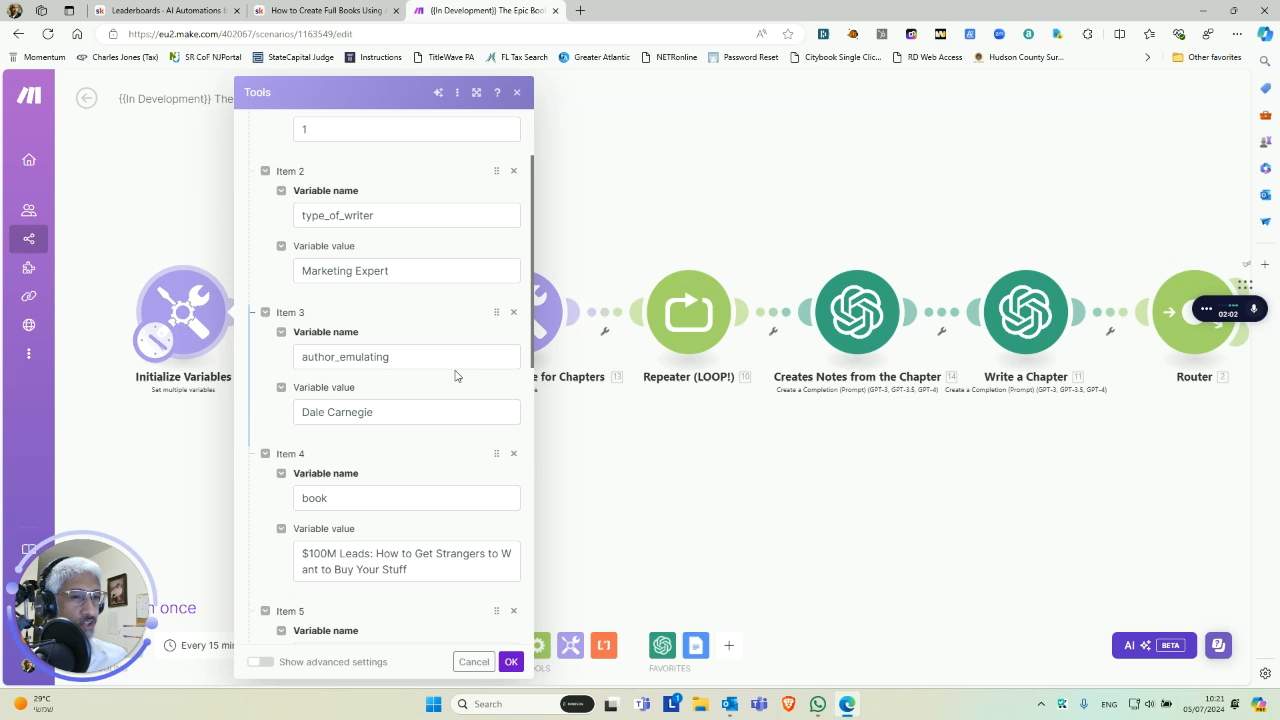 Leaderboards - AI Automations b
How to Create Full Books Using A
{{In Development}} The Epic Boo
https://eu2.make.com/402067/scenarios/1163549/edit
Momentum
Charles Jones (Tax)
SR CoF NJPortal
StateCapital Judge
Instructions
TitleWave PA
FL Tax Search
Greater Atlantic
NETRonline
Password Reset
Citybook Single Clic...
RD Web Access
Hudson County Sur...
Other favorites
{{In Development}} The
Tools
1
Item 2
Variable name
type_of_writer
Variable value
Marketing Expert
Item 3
Variable name
author_emulating
Variable value
Dale Carnegie
Item 4
Variable name
book
Variable value
$100M Leads: How to Get Strangers to W
ant to Buy Your Stuff
Item 5
Variable name
Show advanced settings
Cancel
OK
Initialize Variables
Set multiple variables
e for Chapters 13
Repeater (LOOP!) 10
Creates Notes from the Chapter 14
Create a Completion (Prompt) (GPT-3, GPT-3.5, GPT-4)
Write a Chapter 11
Create a Completion (Prompt) (GPT-3, GPT-3.5, GPT-4)
Router 2
02:02
n once
Every 15 min
OLS
FAVORITES
AI BETA
29°C
Search
1
ENG
10:21
05/07/2024